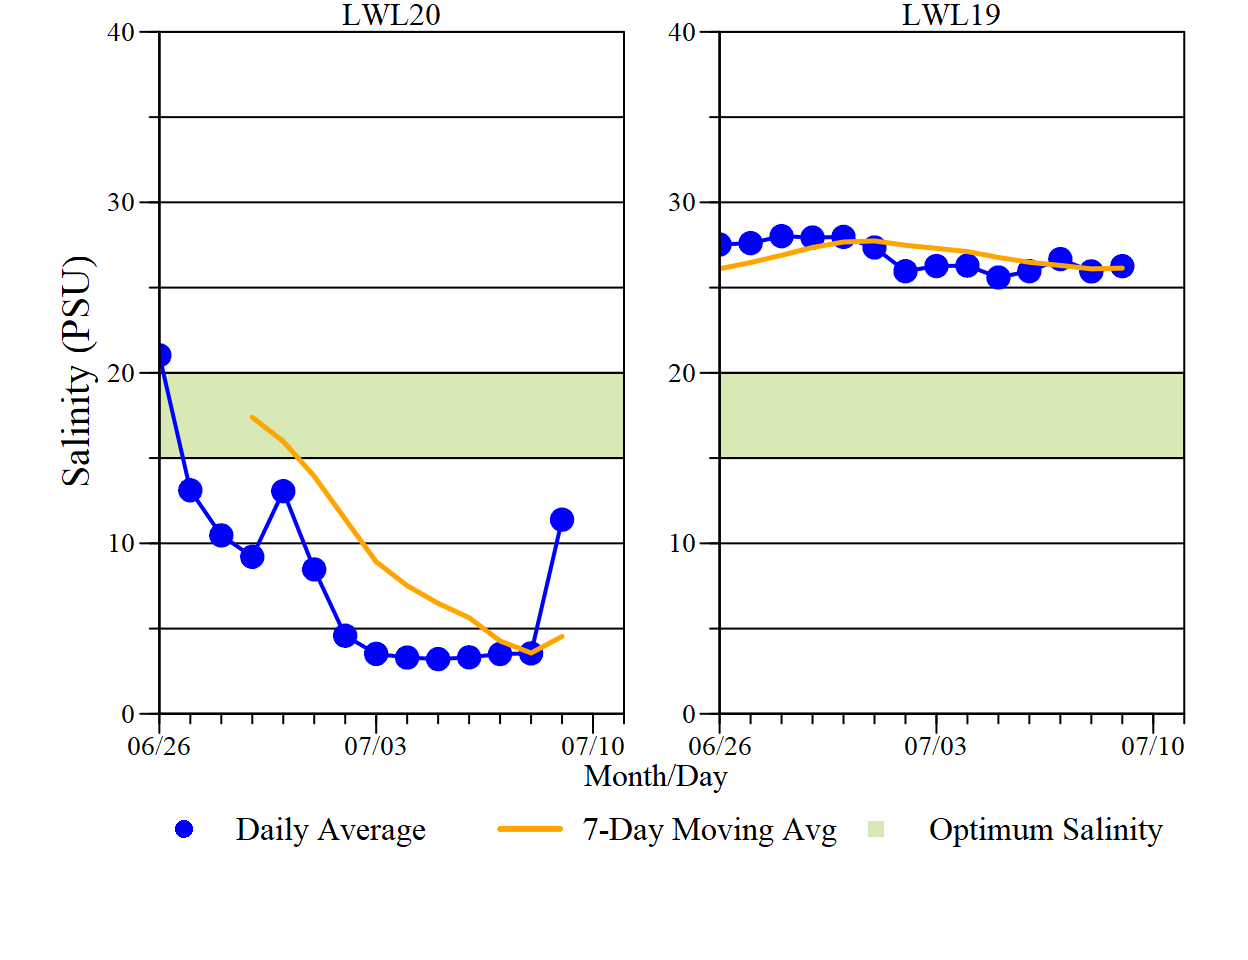 LWL20
LWL19
40
30
20
10
0
40
30
20
10
0
Salinity (PSU)
06/26
07/03
07/10
06/26
07/03
07/10
Month/Day
Daily Average
7-Day Moving Avg
Optimum Salinity